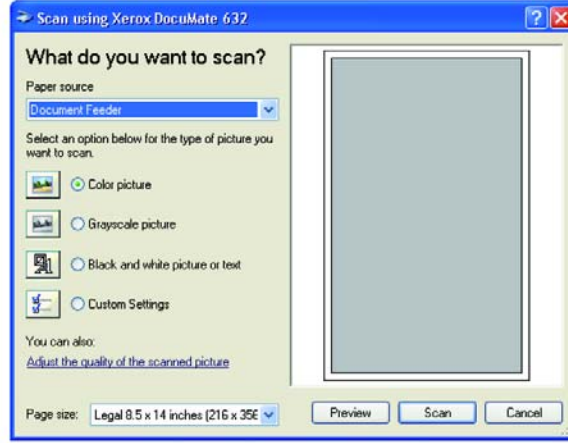 Scan using Xerox DocuMate 632
What do you want to scan?
Paper source
Document Feeder
Select an option below for the type of picture you
want to scan.
Color picture
Grayscale picture
Black and white picture or text
Custom Settings
You can also:
Adjust the quality of the scanned picture
Page size: Legal 8.5 x 14 inches (216 x 356
Preview Scan Cancel